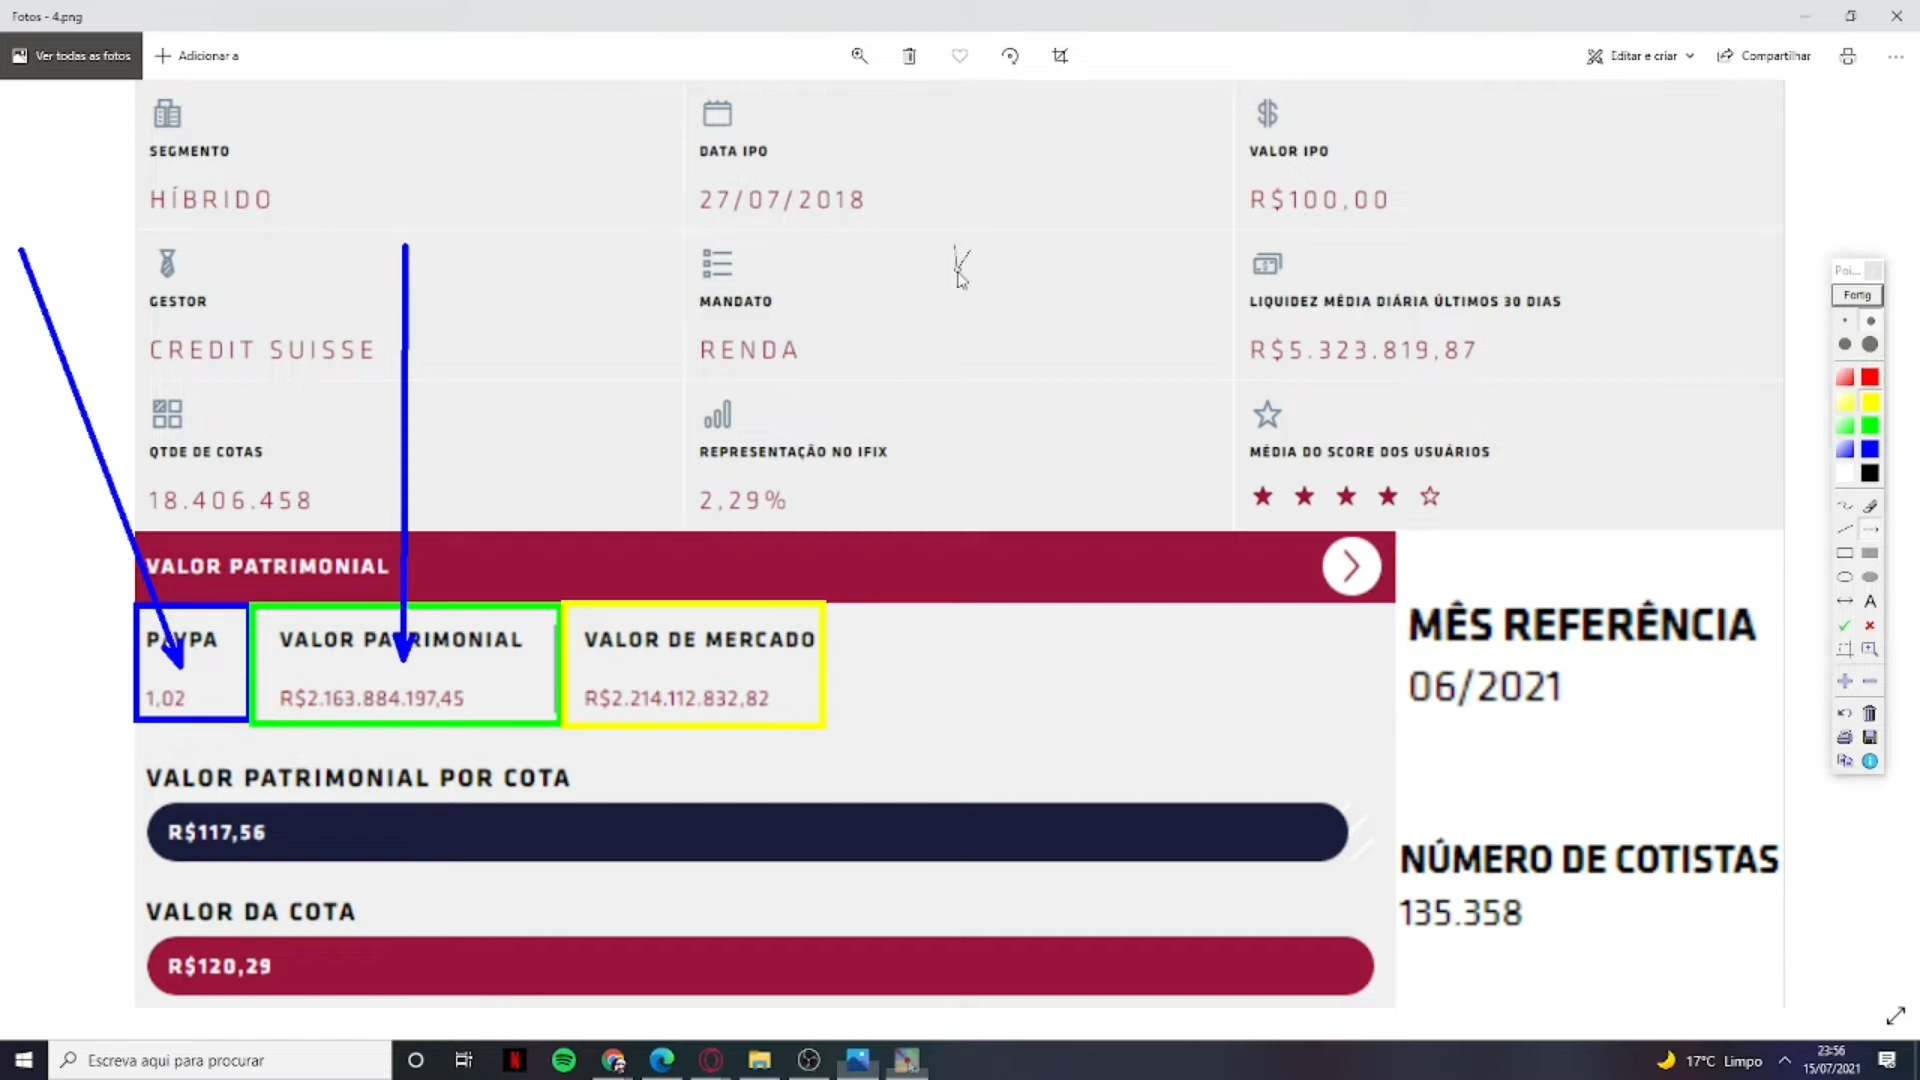 Fotos - 4.png
Ver todas as fotos
Adicionar a
Editar e criar
Compartilhar
SEGMENTO
HÍBRIDO
DATA IPO
27/07/2018
VALOR IPO
R$100,00
GESTOR
CREDIT SUISSE
MANDATO
RENDA
LIQUIDEZ MÉDIA DIÁRIA ÚLTIMOS 30 DIAS
R$5.323.819,87
QTDE DE COTAS
18.406.458
REPRESENTAÇÃO NO IFIX
2,29%
MÉDIA DO SCORE DOS USUÁRIOS
VALOR PATRIMONIAL
P/VPA
1,02
VALOR PATRIMONIAL
R$2.163.884.197,45
VALOR DE MERCADO
R$2.214.112.832,82
MÊS REFERÊNCIA
06/2021
VALOR PATRIMONIAL POR COTA
R$117,56
VALOR DA COTA
R$120,29
NÚMERO DE COTISTAS
135.358
Poi...
Fertig
A
Escreva aqui para procurar
17°C Limpo
23:56
15/07/2021